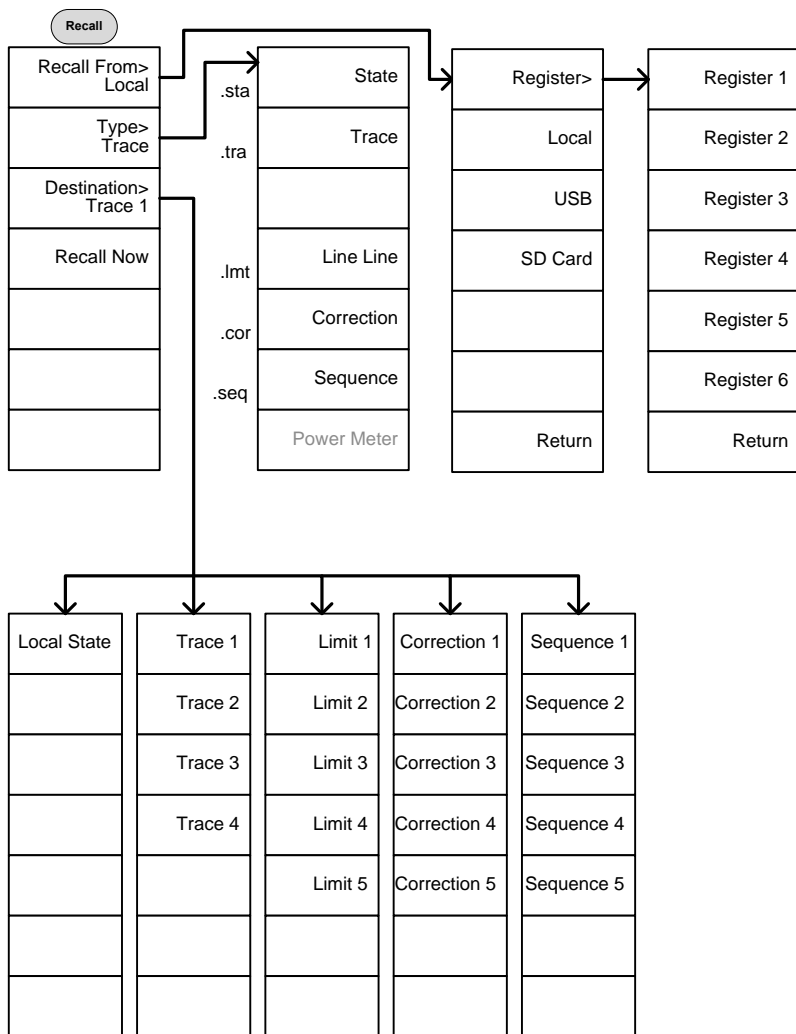 Recall
Recall From>
Local
Type>
Trace
Destination>
Trace 1
Recall Now
.sta
.tra
.lmt
.cor
.seq
State
Trace
Line Line
Correction
Sequence
Power Meter
Register>
Local
USB
SD Card
Return
Register 1
Register 2
Register 3
Register 4
Register 5
Register 6
Return
Local State
Trace 1
Trace 2
Trace 3
Trace 4
Limit 1
Limit 2
Limit 3
Limit 4
Limit 5
Correction 1
Correction 2
Correction 3
Correction 4
Correction 5
Sequence 1
Sequence 2
Sequence 3
Sequence 4
Sequence 5